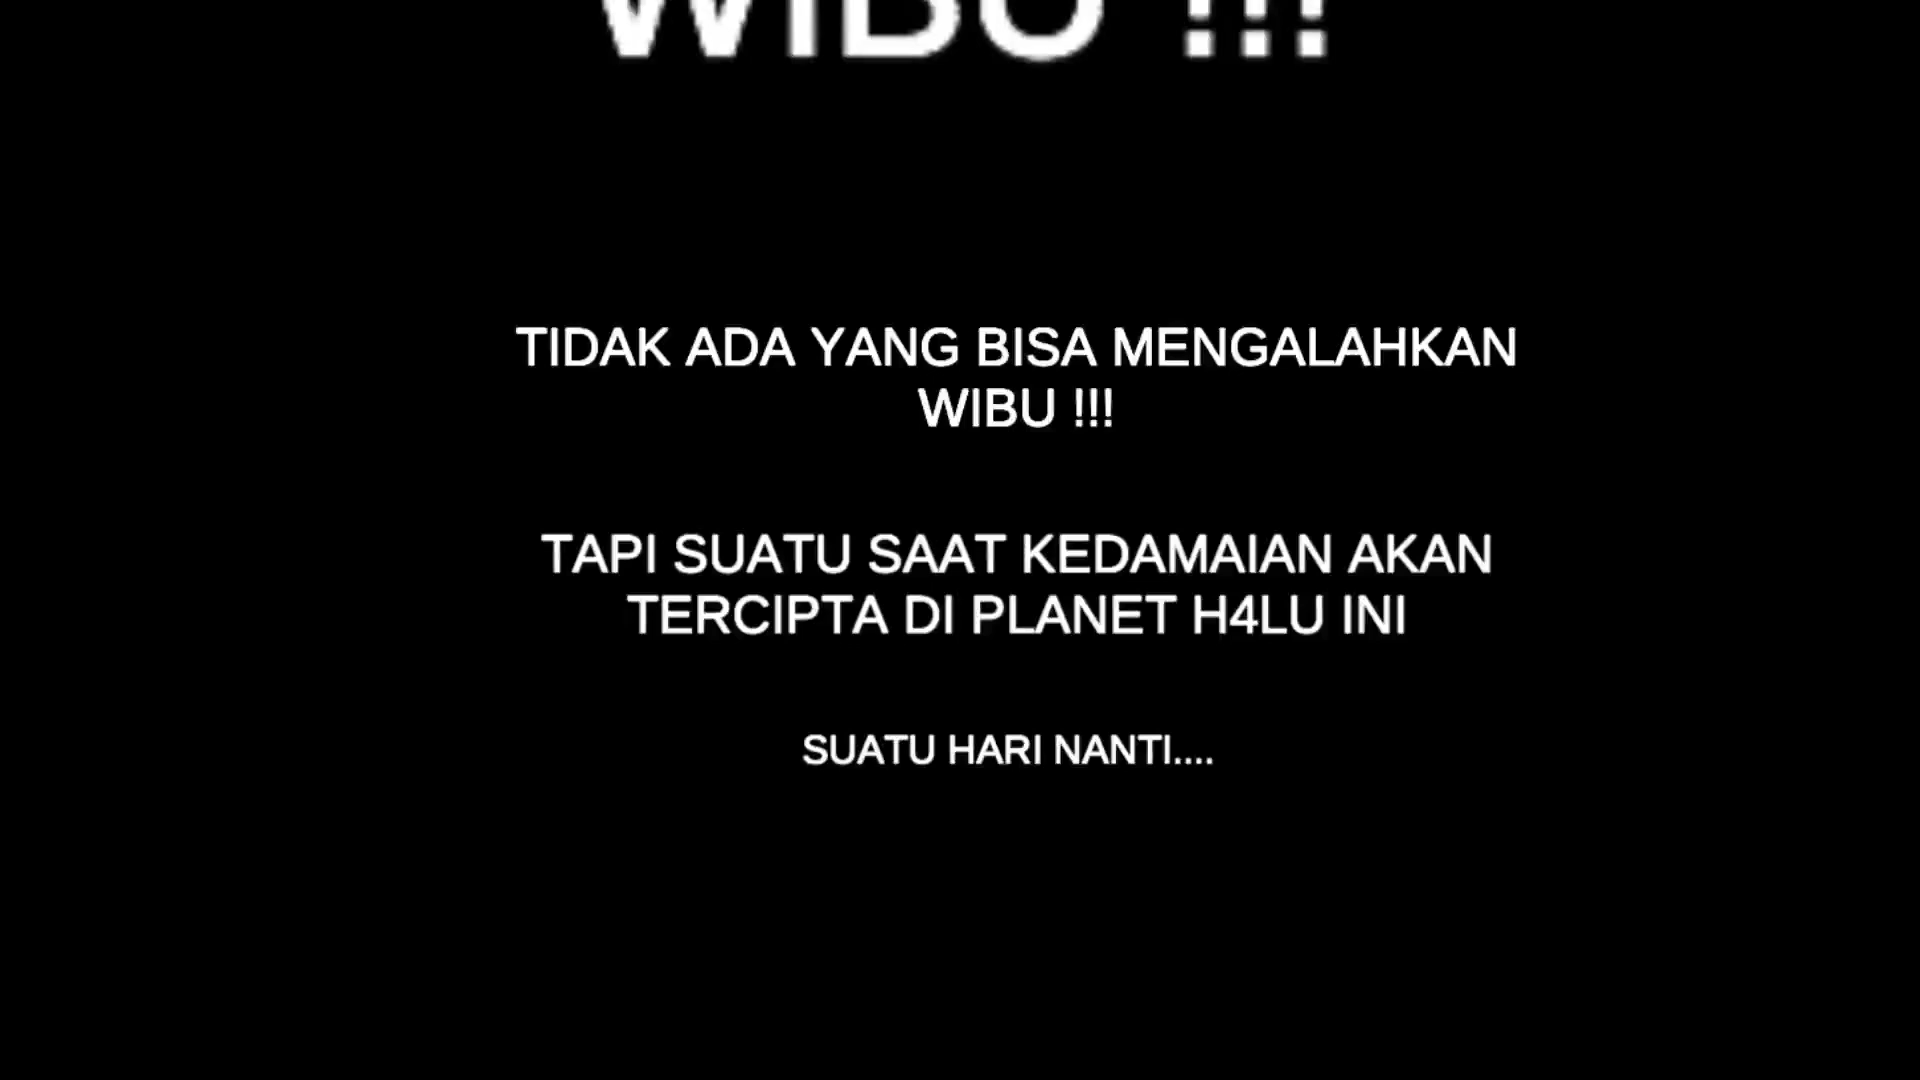 WIBU !!!
TIDAK ADA YANG BISA MENGALAHKAN
WIBU !!!
TAPI SUATU SAAT KEDAMAIAN AKAN
TERCIPTA DI PLANET H4LU INI
SUATU HARI NANTI....